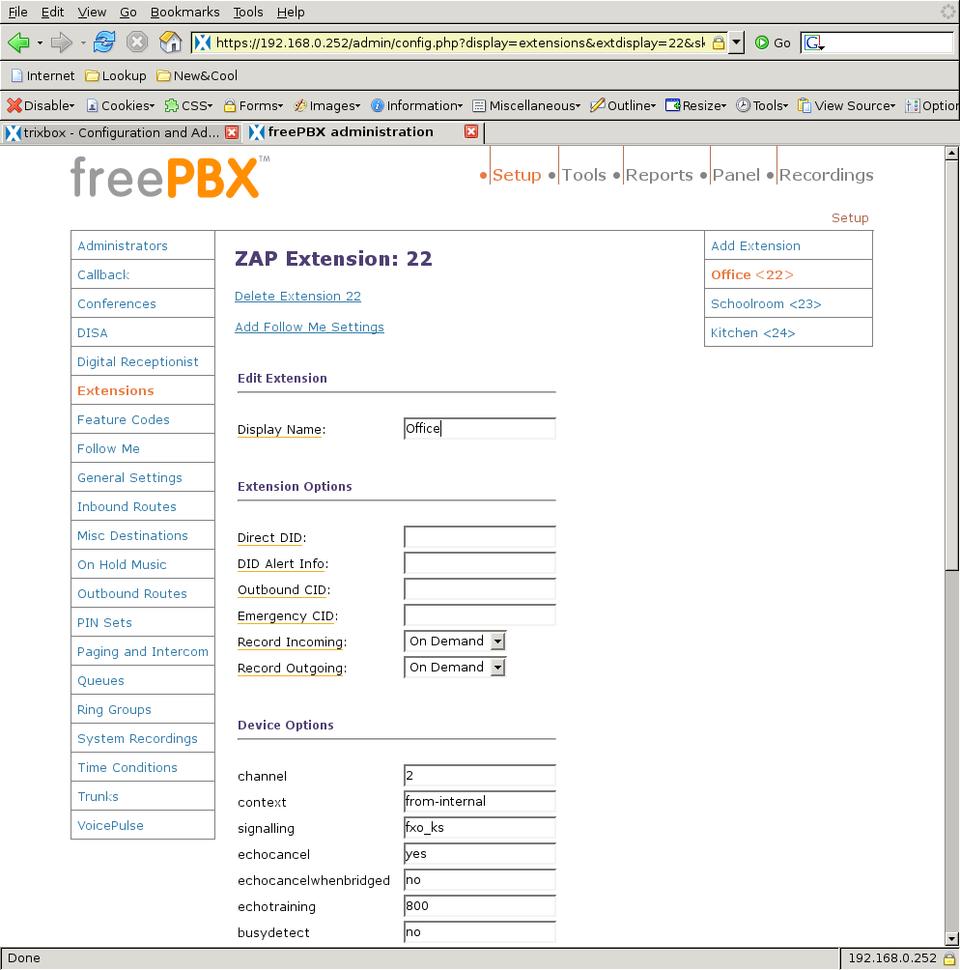 File Edit View Go Bookmarks Tools Help
https://192.168.0.252/admin/config.php?display=extensions&extdisplay=22&sk Go G
Internet Lookup New&Cool
Disable Cookies CSS Forms Images Information Miscellaneous Outline Resize Tools View Source Option
trixbox - Configuration and Ad... freePBX administration
freePBX™
Setup Tools Reports Panel Recordings
Setup
Administrators
Callback
Conferences
DISA
Digital Receptionist
Extensions
Feature Codes
Follow Me
General Settings
Inbound Routes
Misc Destinations
On Hold Music
Outbound Routes
PIN Sets
Paging and Intercom
Queues
Ring Groups
System Recordings
Time Conditions
Trunks
VoicePulse
ZAP Extension: 22
Delete Extension 22
Add Follow Me Settings
Edit Extension
Display Name: Office
Extension Options
Direct DID:
DID Alert Info:
Outbound CID:
Emergency CID:
Record Incoming: On Demand
Record Outgoing: On Demand
Device Options
channel 2
context from-internal
signalling fxo_ks
echocancel yes
echocancelwhenbridged no
echotraining 800
busydetect no
Add Extension
Office <22>
Schoolroom <23>
Kitchen <24>
Done 192.168.0.252